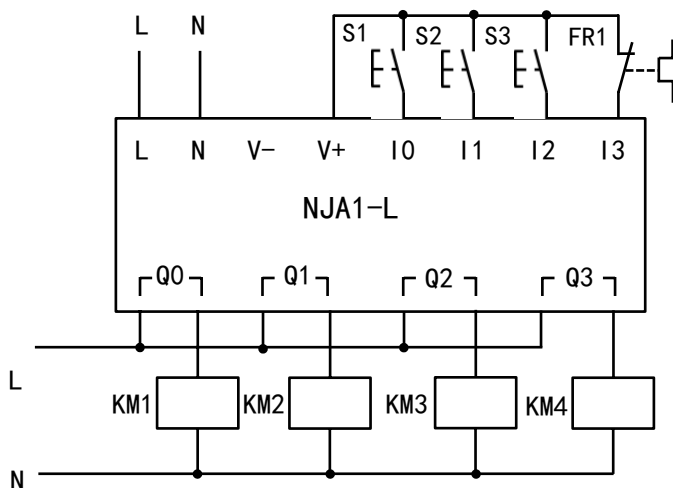 L N S1 S2 S3 FR1
L N V- V+ I0 I1 I2 I3
NJA1-L
Q0 Q1 Q2 Q3
L
KM1 KM2 KM3 KM4
N